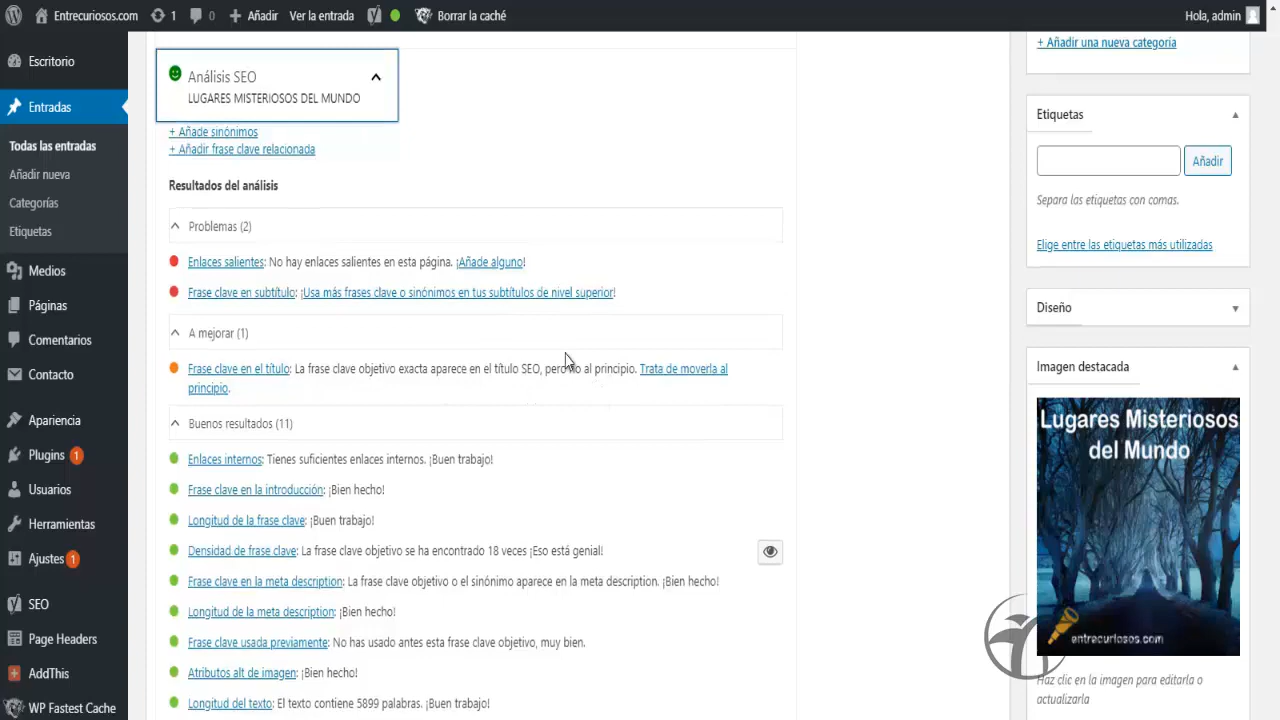 Entrecuriosos.com 1 0 Añadir Ver la entrada Borrar la caché Hola, admin
Escritorio
Entradas
Todas las entradas
Añadir nueva
Categorías
Etiquetas
Medios
Páginas
Comentarios
Contacto
Apariencia
Plugins 1
Usuarios
Herramientas
Ajustes 1
SEO
Page Headers
AddThis
WP Fastest Cache
Análisis SEO
LUGARES MISTERIOSOS DEL MUNDO
+ Añade sinónimos
+ Añadir frase clave relacionada
Resultados del análisis
Problemas (2)
Enlaces salientes: No hay enlaces salientes en esta página. ¡Añade alguno!
Frase clave en subtítulo: ¡Usa más frases clave o sinónimos en tus subtítulos de nivel superior!
A mejorar (1)
Frase clave en el título: La frase clave objetivo exacta aparece en el título SEO, pero no al principio. Trata de moverla al
principio.
Buenos resultados (11)
Enlaces internos: Tienes suficientes enlaces internos. ¡Buen trabajo!
Frase clave en la introducción: ¡Bien hecho!
Longitud de la frase clave: ¡Buen trabajo!
Densidad de frase clave: La frase clave objetivo se ha encontrado 18 veces ¡Eso está genial!
Frase clave en la meta description: La frase clave objetivo o el sinónimo aparece en la meta description. ¡Bien hecho!
Longitud de la meta description: ¡Bien hecho!
Frase clave usada previamente: No has usado antes esta frase clave objetivo, muy bien.
Atributos alt de imagen: ¡Bien hecho!
Longitud del texto: El texto contiene 5899 palabras. ¡Buen trabajo!
+ Añadir una nueva categoría
Etiquetas
Añadir
Separa las etiquetas con comas.
Elige entre las etiquetas más utilizadas
Diseño
Imagen destacada
Lugares Misteriosos
del Mundo
entrecuriosos.com
Haz clic en la imagen para editarla o
actualizarla